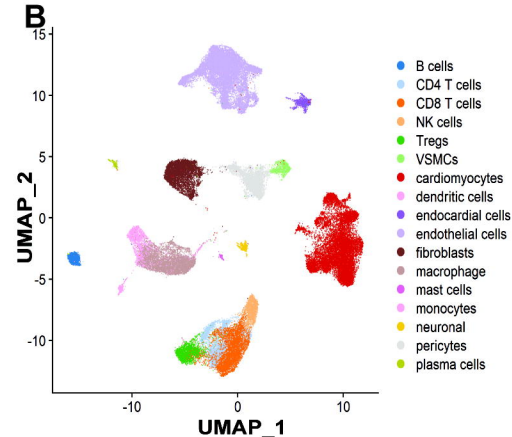 B
15
10
5
0
-5
-10
-10
0
10
UMAP_2
UMAP_1
B cells
CD4 T cells
CD8 T cells
NK cells
Tregs
VSMCs
cardiomyocytes
dendritic cells
endocardial cells
endothelial cells
fibroblasts
macrophage
mast cells
monocytes
neuronal
pericytes
plasma cells